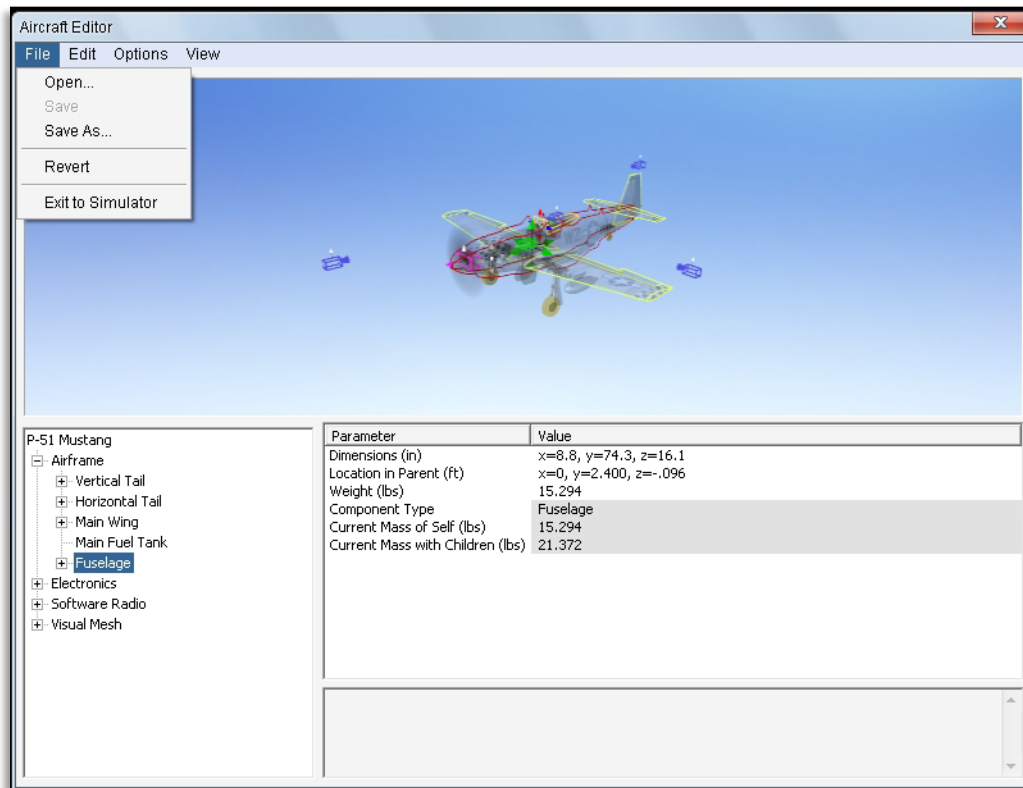 Aircraft Editor
File Edit Options View
Open...
Save
Save As...
Revert
Exit to Simulator
P-51 Mustang
Airframe
Vertical Tail
Horizontal Tail
Main Wing
Main Fuel Tank
Fuselage
Electronics
Software Radio
Visual Mesh
Parameter Value
Dimensions (in) x=8.8, y=74.3, z=16.1
Location in Parent (ft) x=0, y=2.400, z=-.096
Weight (lbs) 15.294
Component Type Fuselage
Current Mass of Self (lbs) 15.294
Current Mass with Children (lbs) 21.372